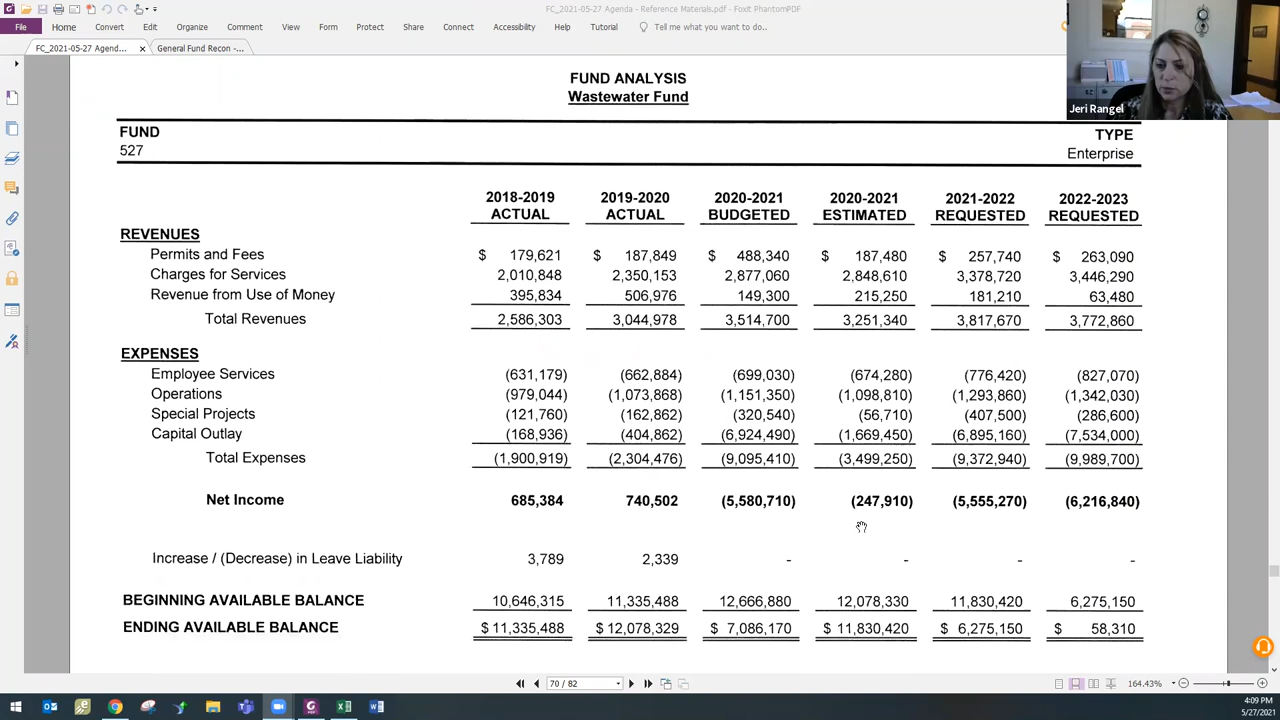 FC_2021-05-27 Agenda - Reference Materials.pdf - Foxit PhantomPDF
File Home Convert Edit Organize Comment View Form Protect Share Connect Accessibility Help Tutorial Tell me what you want to do..
FC_2021-05-27 Agend... General Fund Recon -...
Jeri Rangel
FUND ANALYSIS
Wastewater Fund
FUND TYPE
527 Enterprise
2018-2019 2019-2020 2020-2021 2020-2021 2021-2022 2022-2023
ACTUAL ACTUAL BUDGETED ESTIMATED REQUESTED REQUESTED
REVENUES
Permits and Fees $ 179,621 $ 187,849 $ 488,340 $ 187,480 $ 257,740 $ 263,090
Charges for Services 2,010,848 2,350,153 2,877,060 2,848,610 3,378,720 3,446,290
Revenue from Use of Money 395,834 506,976 149,300 215,250 181,210 63,480
Total Revenues 2,586,303 3,044,978 3,514,700 3,251,340 3,817,670 3,772,860
EXPENSES
Employee Services (631,179) (662,884) (699,030) (674,280) (776,420) (827,070)
Operations (979,044) (1,073,868) (1,151,350) (1,098,810) (1,293,860) (1,342,030)
Special Projects (121,760) (162,862) (320,540) (56,710) (407,500) (286,600)
Capital Outlay (168,936) (404,862) (6,924,490) (1,669,450) (6,895,160) (7,534,000)
Total Expenses (1,900,919) (2,304,476) (9,095,410) (3,499,250) (9,372,940) (9,989,700)
Net Income 685,384 740,502 (5,580,710) (247,910) (5,555,270) (6,216,840)
Increase / (Decrease) in Leave Liability 3,789 2,339 - - - -
BEGINNING AVAILABLE BALANCE 10,646,315 11,335,488 12,666,880 12,078,330 11,830,420 6,275,150
ENDING AVAILABLE BALANCE $ 11,335,488 $ 12,078,329 $ 7,086,170 $ 11,830,420 $ 6,275,150 $ 58,310
70 / 82 164.43%
4:09 PM
5/27/2021